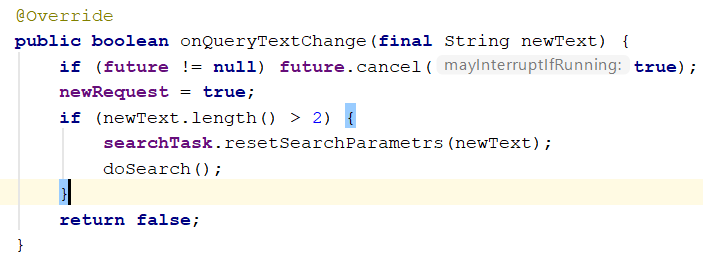 @Override
public boolean onQueryTextChange(final String newText) {
if (future != null) future.cancel( mayInterruptIfRunning: true);
newRequest = true;
if (newText.length() > 2) {
searchTask.resetSearchParametrs(newText);
doSearch();
}
return false;
}